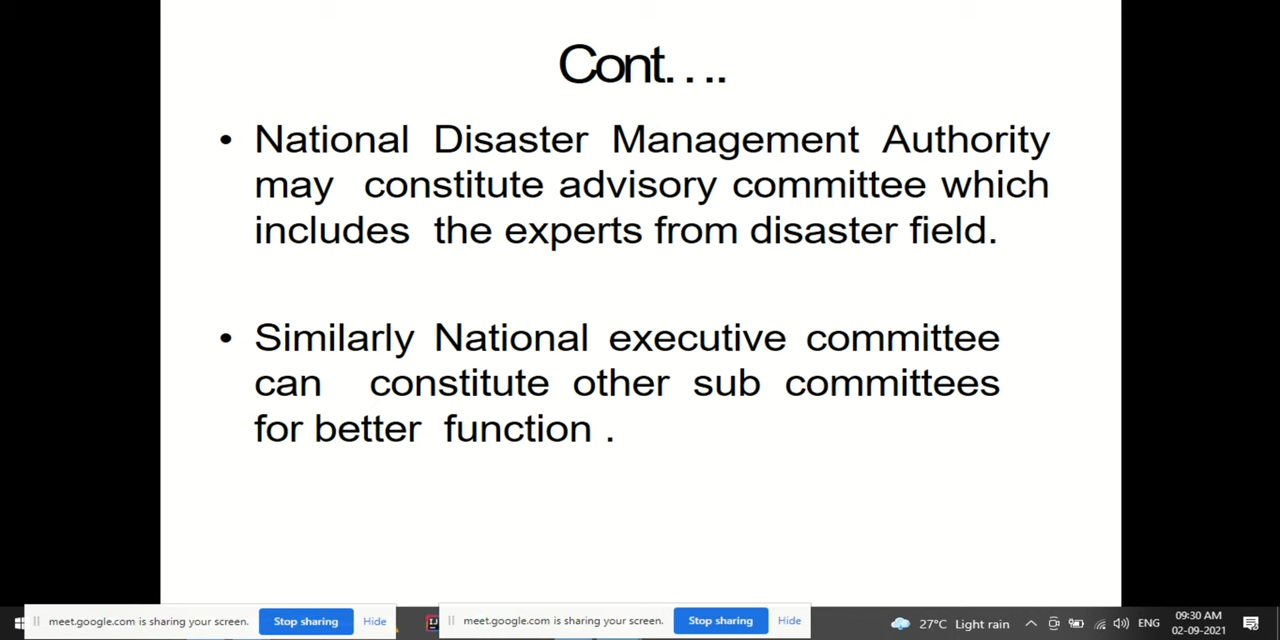 Cont....
• National Disaster Management Authority
may constitute advisory committee which
includes the experts from disaster field.
• Similarly National executive committee
can constitute other sub committees
for better function .
meet.google.com is sharing your screen. Stop sharing Hide
meet.google.com is sharing your screen. Stop sharing Hide
27°C Light rain
ENG
09:30 AM
02-09-2021